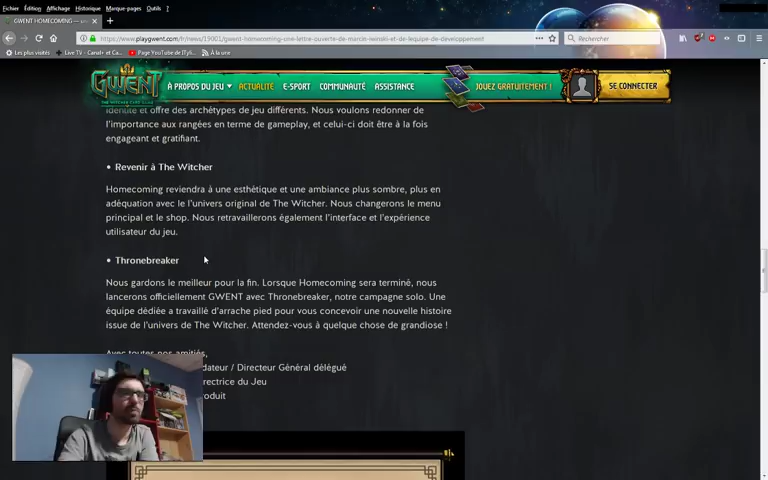 Fichier Édition Affichage Historique Marque-pages Outils
GWENT HOMECOMING —
https://www.playgwent.com/fr/news/19001/gwent-homecoming-une-lettre-ouverte-de-marcin-iwinski-et-de-lequipe-de-developpement
Rechercher
Les plus visités Live TV Page YouTube de À la une
GWENT À PROPOS DU JEU ACTUALITÉ E-SPORT COMMUNAUTÉ ASSISTANCE JOUEZ GRATUITEMENT ! SE CONNECTER
THE WITCHER CARD GAME
identité et offre des archétypes de jeu différents. Nous voulons redonner de
l'importance aux rangées en terme de gameplay, et celui-ci doit être à la fois
engageant et gratifiant.
• Revenir à The Witcher
Homecoming reviendra à une esthétique et une ambiance plus sombre, plus en
adéquation avec le l'univers original de The Witcher. Nous changerons le menu
principal et le shop. Nous retravaillerons également l'interface et l'expérience
utilisateur du jeu.
• Thronebreaker
Nous gardons le meilleur pour la fin. Lorsque Homecoming sera terminé, nous
lancerons officiellement GWENT avec Thronebreaker, notre campagne solo. Une
équipe dédiée a travaillé d'arrache pied pour vous concevoir une nouvelle histoire
issue de l'univers de The Witcher. Attendez-vous à quelque chose de grandiose !
Avec toutes nos amitiés,
dateur / Directeur Général délégué
rectrice du Jeu
roduit